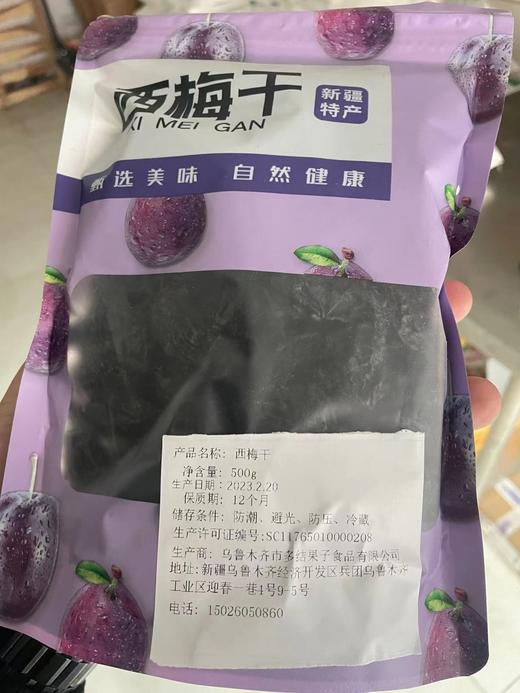 西梅干
XI MEI GAN
新疆
特产
甄选美味 自然健康
产品名称: 西梅干
净含量: 500g
生产日期: 2023.2.20
保质期: 12个月
储存条件: 防潮、避光、防压、冷藏
生产许可证编号:SC11765010000208
生产商: 乌鲁木齐市多结果子食品有限公司
地址:新疆乌鲁木齐经济开发区兵团乌鲁木齐
工业区迎春一巷4号9-5号
电话: 15026050860